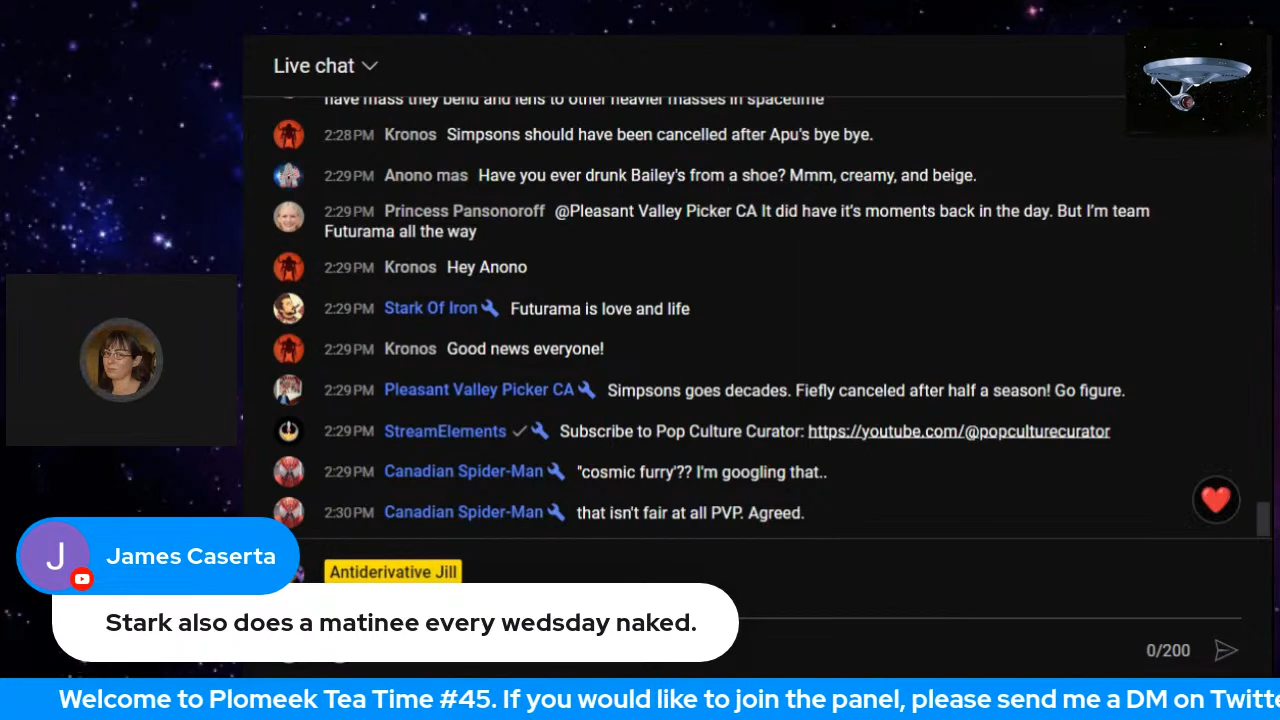 Live chat
have mass they bend and lens to other heavier masses in spacetime
2:28 PM Kronos Simpsons should have been cancelled after Apu's bye bye.
2:29 PM Anono mas Have you ever drunk Bailey's from a shoe? Mmm, creamy, and beige.
2:29 PM Princess Pansonoroff @Pleasant Valley Picker CA It did have it's moments back in the day. But I'm team
Futurama all the way
2:29 PM Kronos Hey Anono
2:29 PM Stark Of Iron Futurama is love and life
2:29 PM Kronos Good news everyone!
2:29 PM Pleasant Valley Picker CA Simpsons goes decades. Fiefly canceled after half a season! Go figure.
2:29 PM StreamElements Subscribe to Pop Culture Curator: https://youtube.com/@popculturecurator
2:29 PM Canadian Spider-Man "cosmic furry'?? I'm googling that..
2:30 PM Canadian Spider-Man that isn't fair at all PVP. Agreed.
J James Caserta
Antiderivative Jill
Stark also does a matinee every wedsday naked.
0/200
Welcome to Plomeek Tea Time #45. If you would like to join the panel, please send me a DM on Twitte